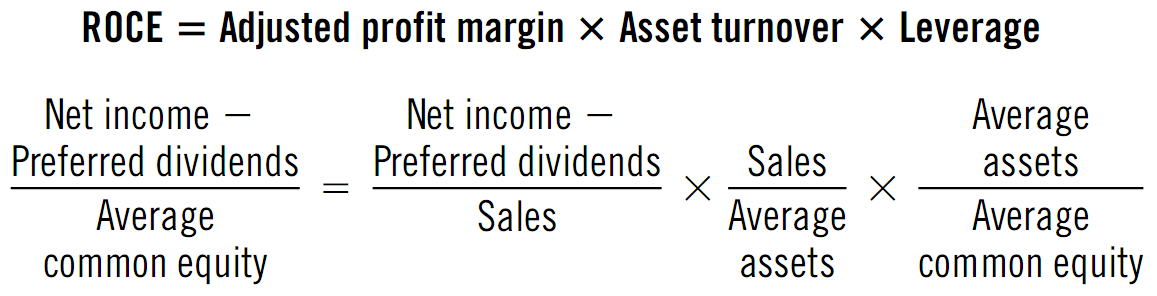 ROCE = Adjusted profit margin × Asset turnover × Leverage
Net income — Net income — Average
Preferred dividends Preferred dividends Sales assets
= × ×
Average Sales Average Average
common equity assets common equity